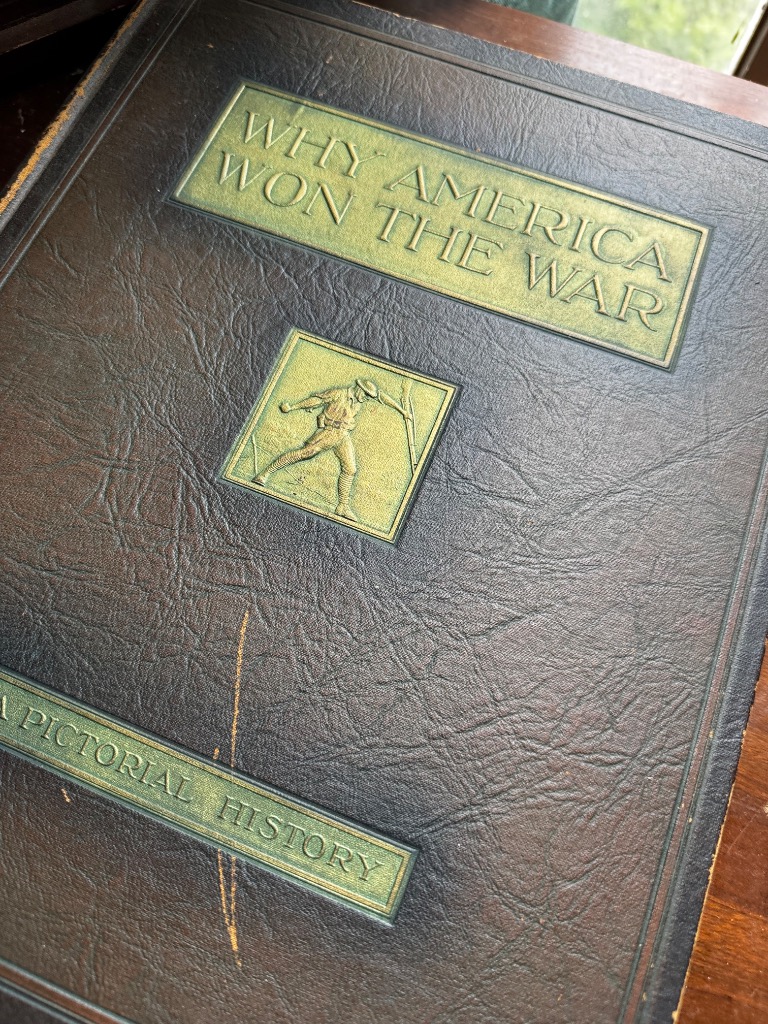 WHY AMERICA
WON THE WAR
A PICTORIAL HISTORY